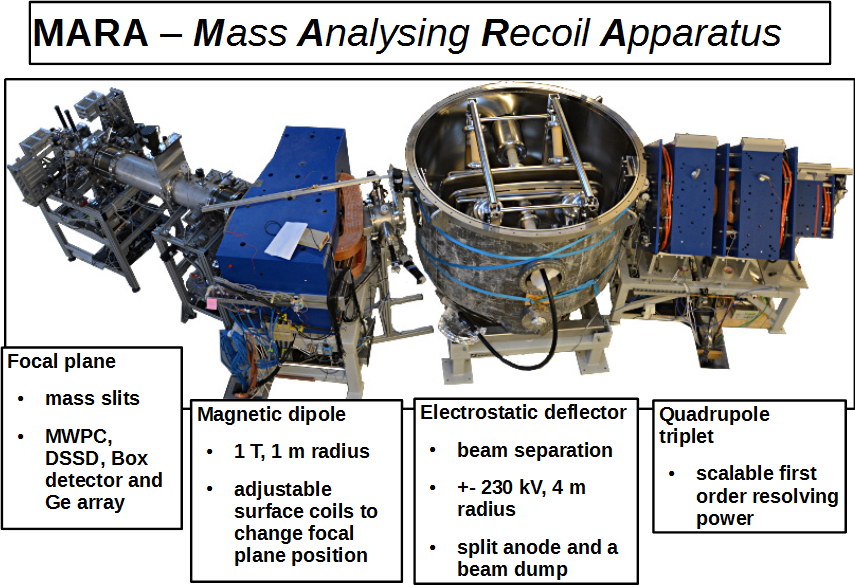 MARA – Mass Analysing Recoil Apparatus
Focal plane
• mass slits
• MWPC,
DSSD, Box
detector and
Ge array
Magnetic dipole
• 1 T, 1 m radius
• adjustable
surface coils to
change focal
plane position
Electrostatic deflector
• beam separation
• +- 230 kV, 4 m
radius
• split anode and a
beam dump
Quadrupole
triplet
• scalable first
order resolving
power